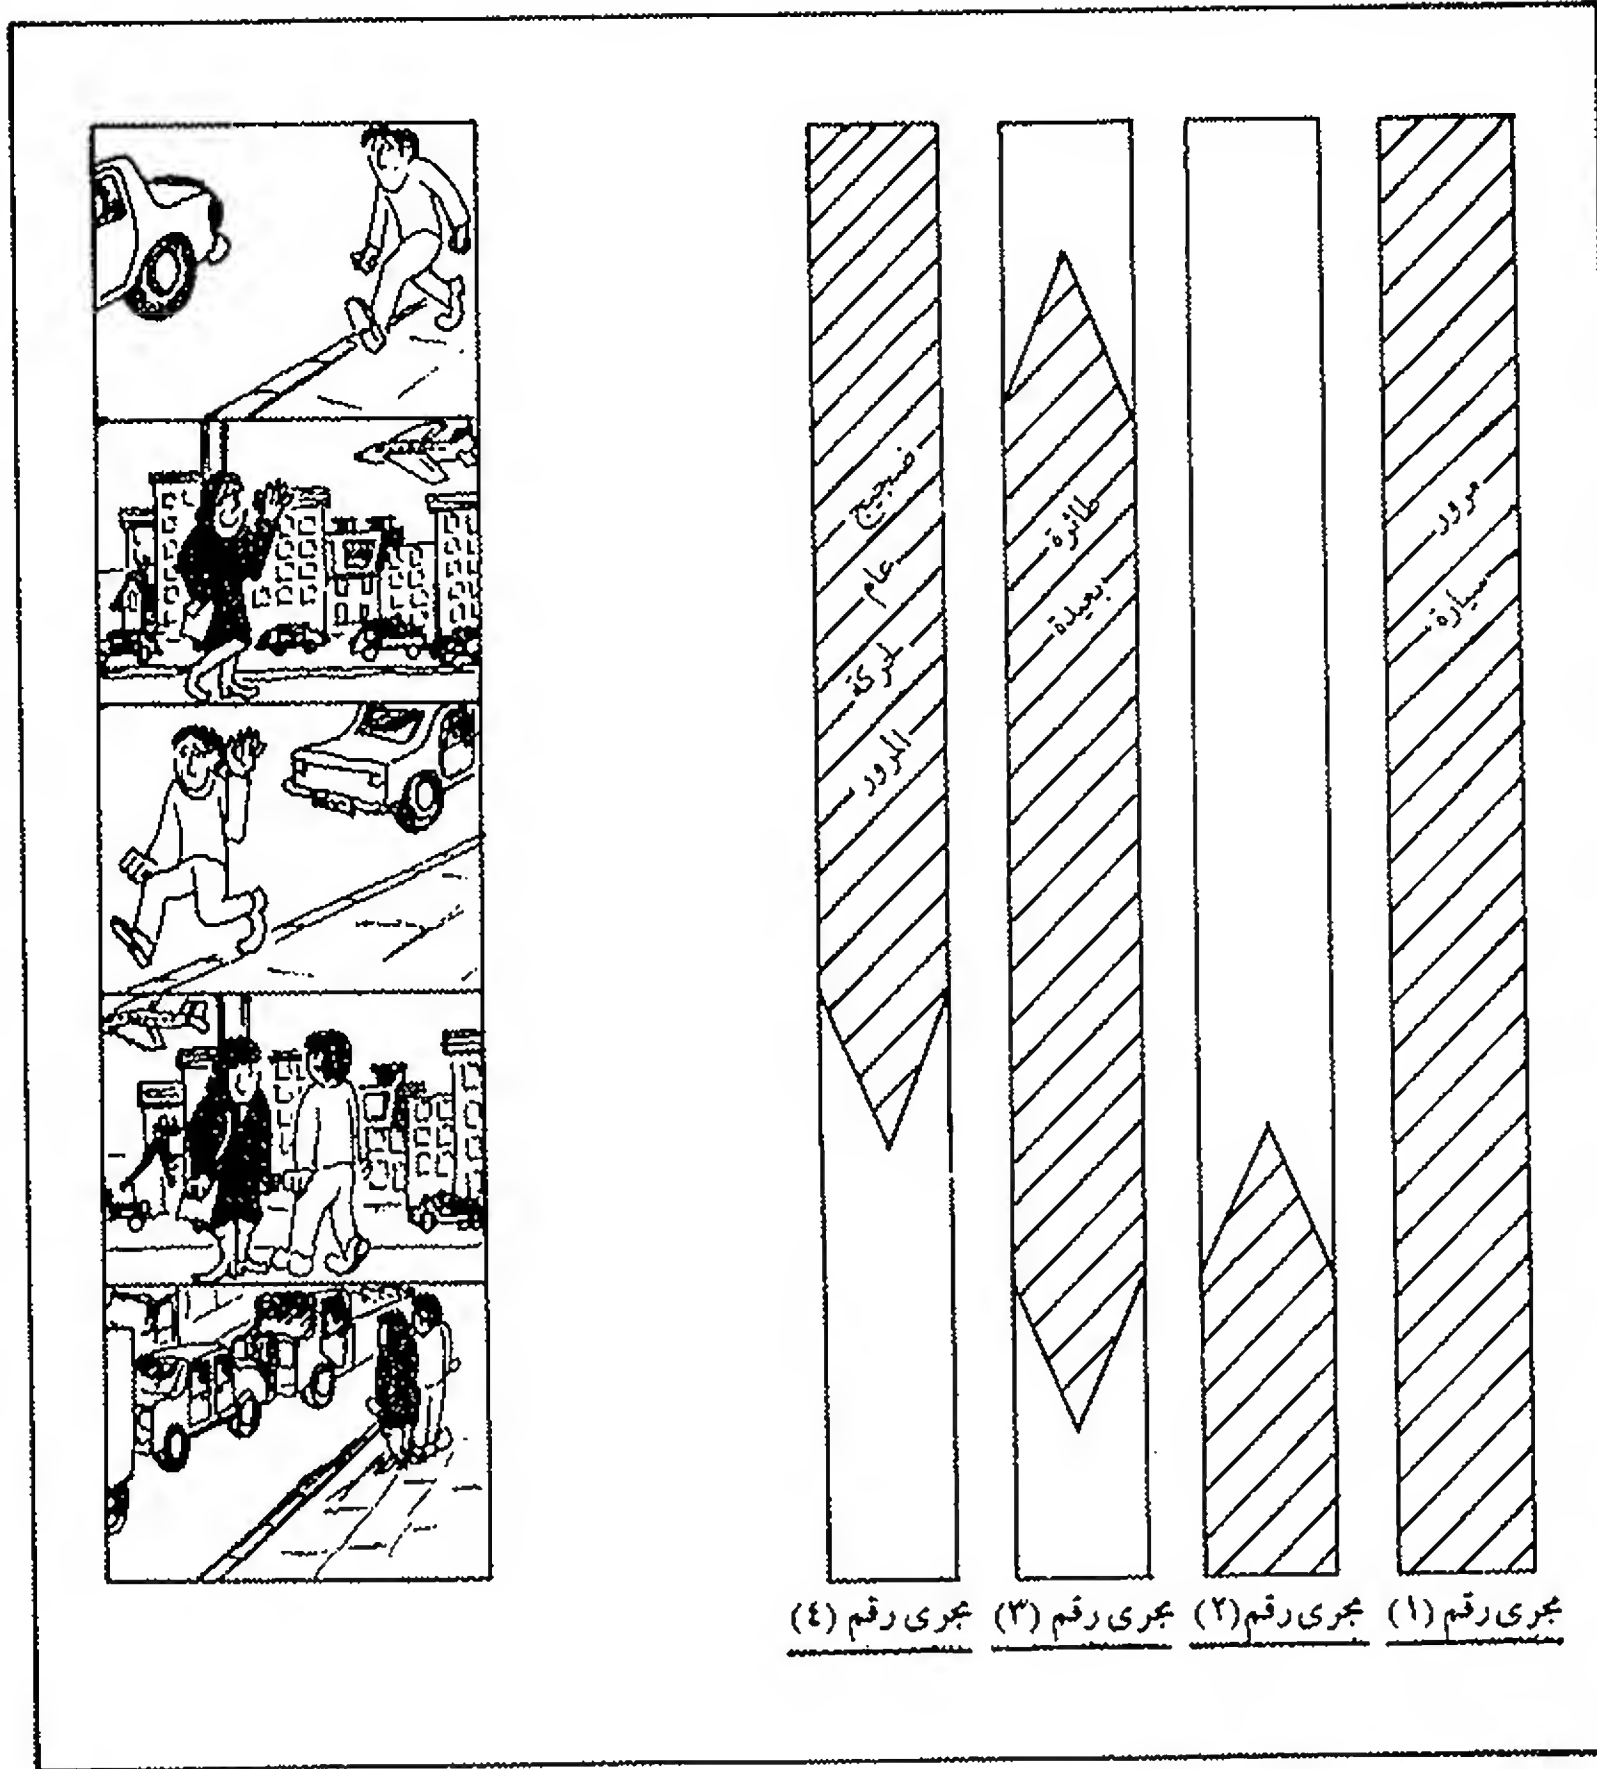 مرور
سيارة
طائرة
بعيدة
ضجيج
عام
لحركة
المرور
مجرى رقم (١)
مجرى رقم (٢)
مجرى رقم (٣)
مجرى رقم (٤)